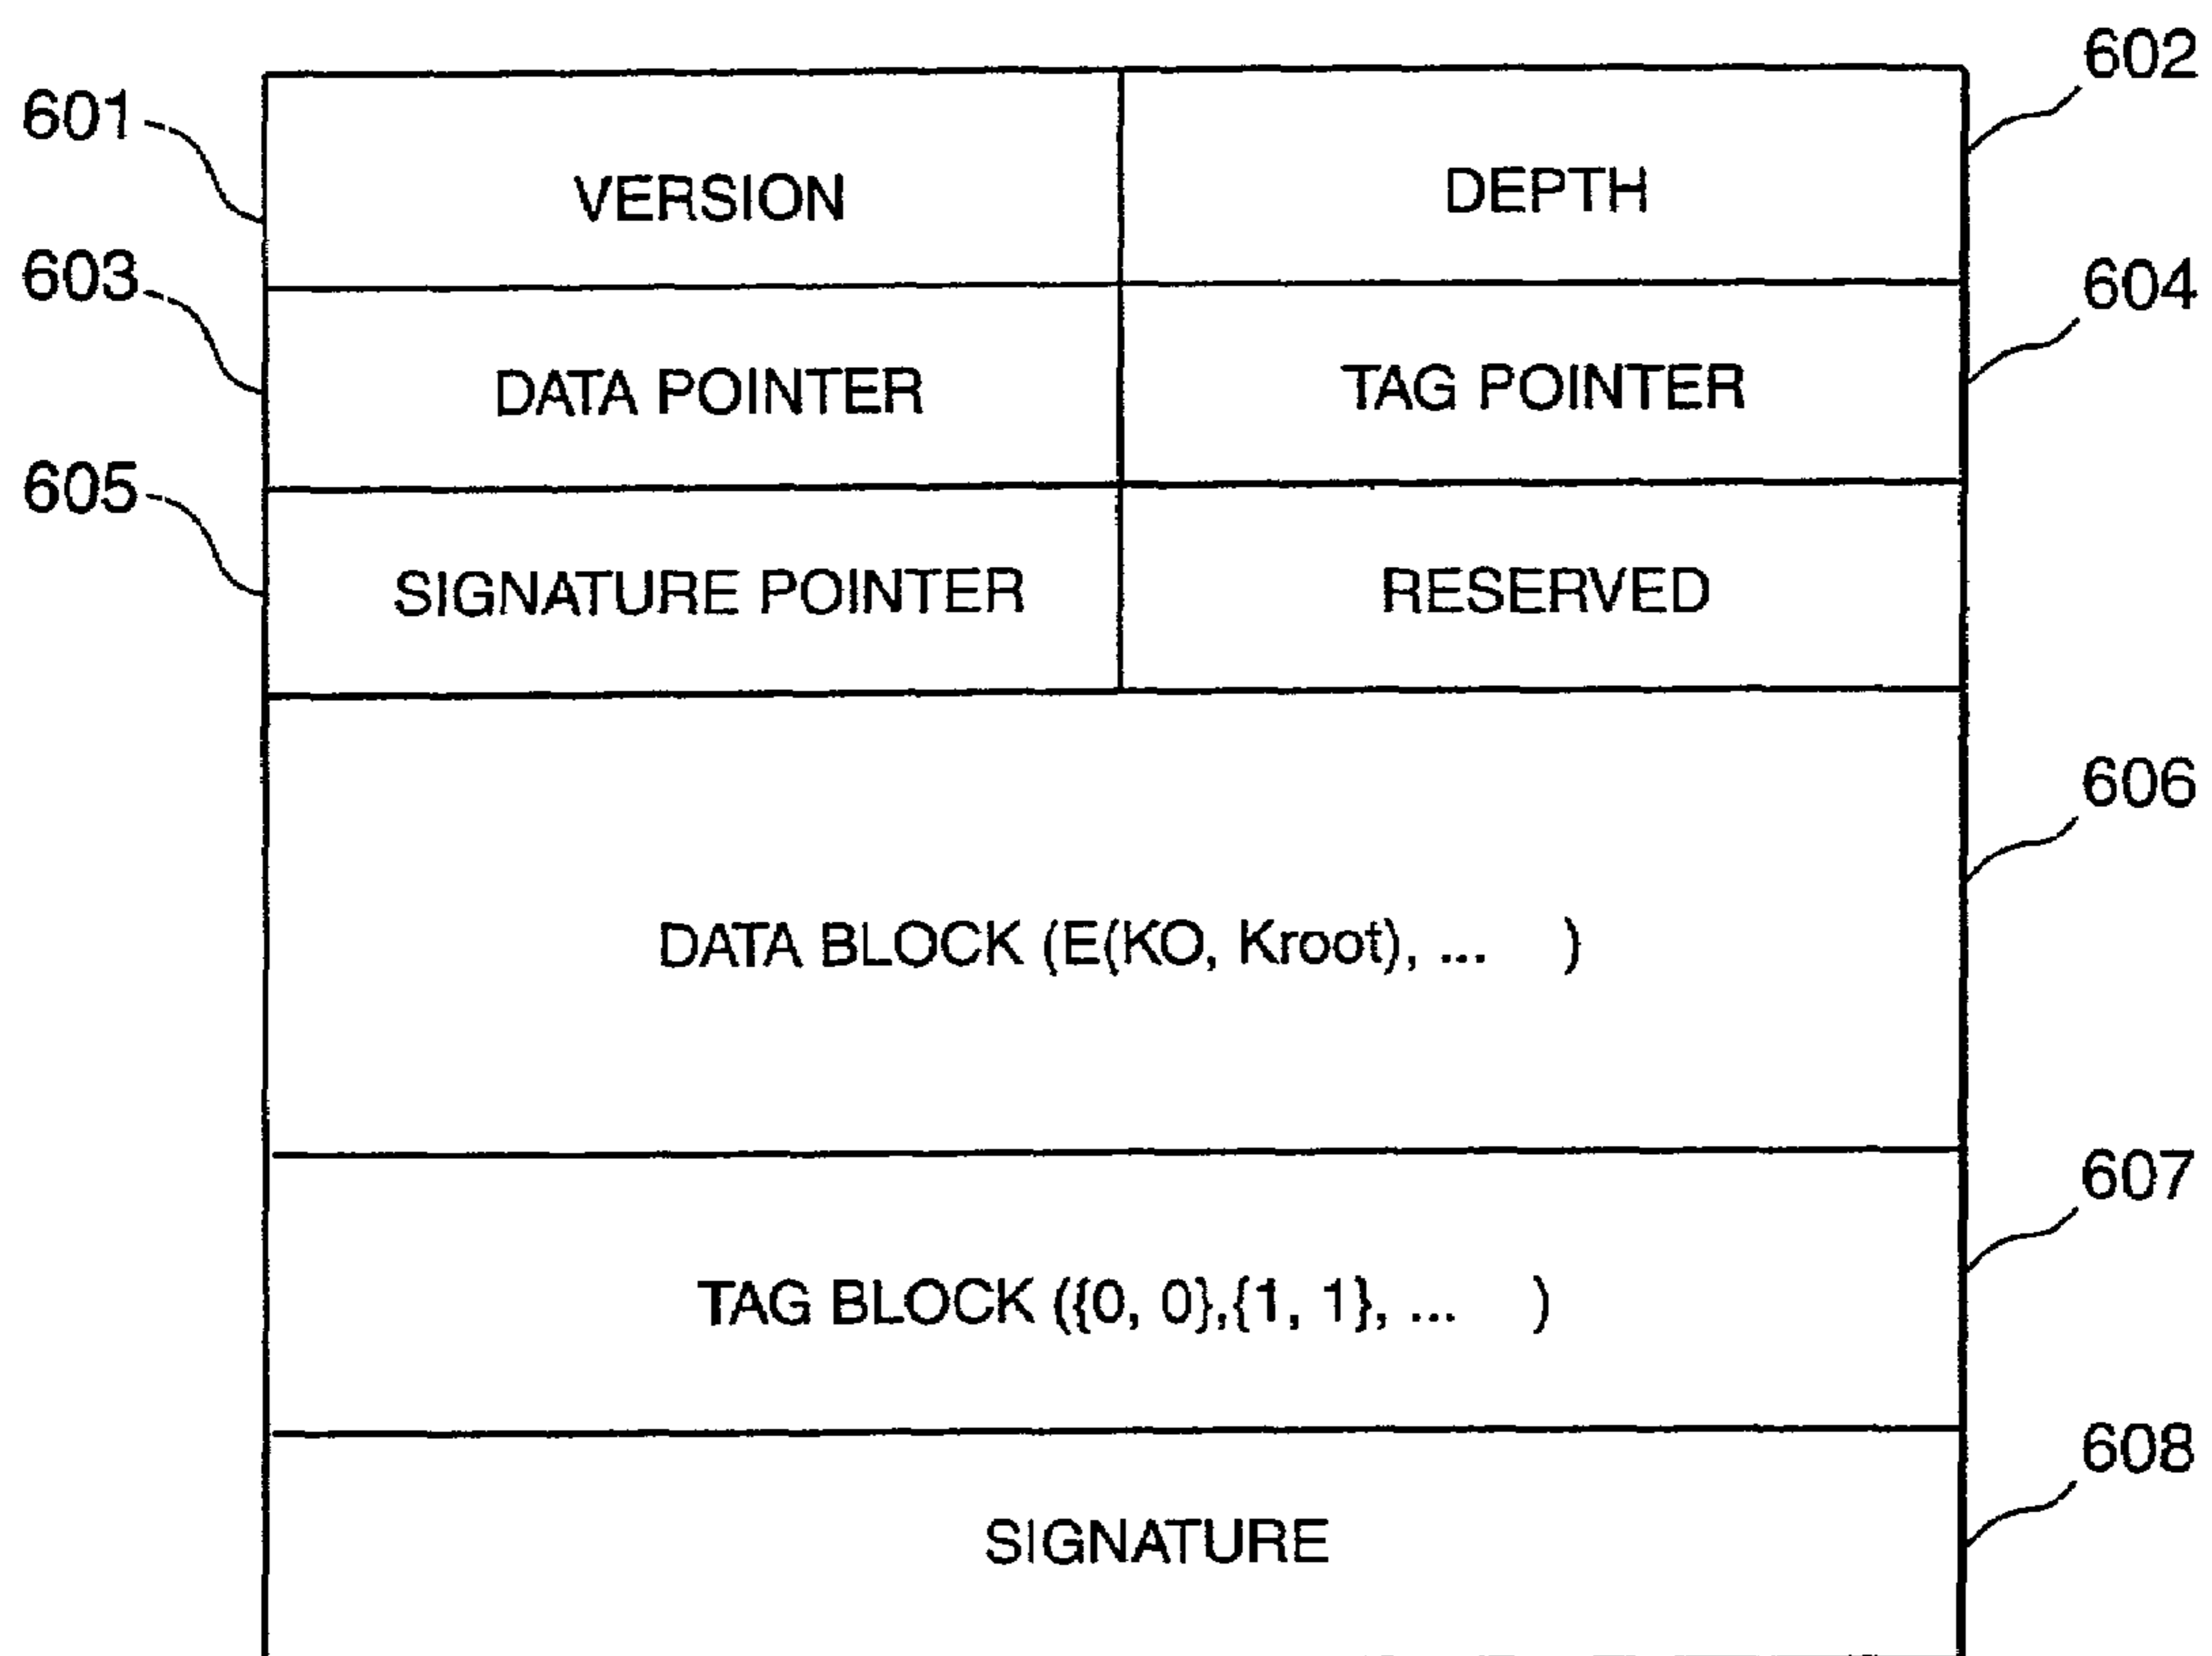 602
601
VERSION
DEPTH
603
604
DATA POINTER
TAG POINTER
605
SIGNATURE POINTER
RESERVED
606
DATA BLOCK (E(KO, Kroot), ... )
607
TAG BLOCK ({0, 0},{1, 1}, ... )
608
SIGNATURE